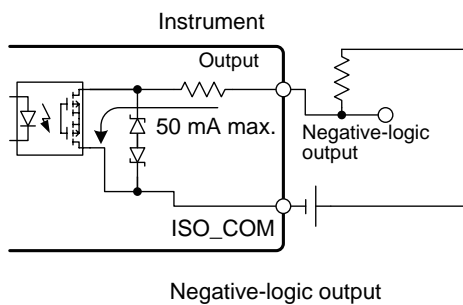 Instrument
Output
50 mA max.
Negative-logic
output
ISO_COM
Negative-logic output